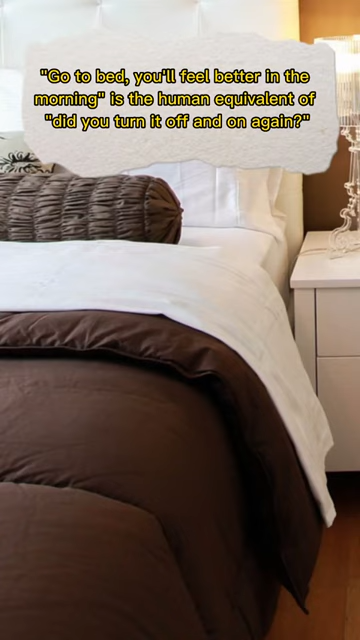 "Go to bed, you'll feel better in the
morning" is the human equivalent of
"did you turn it off and on again?"